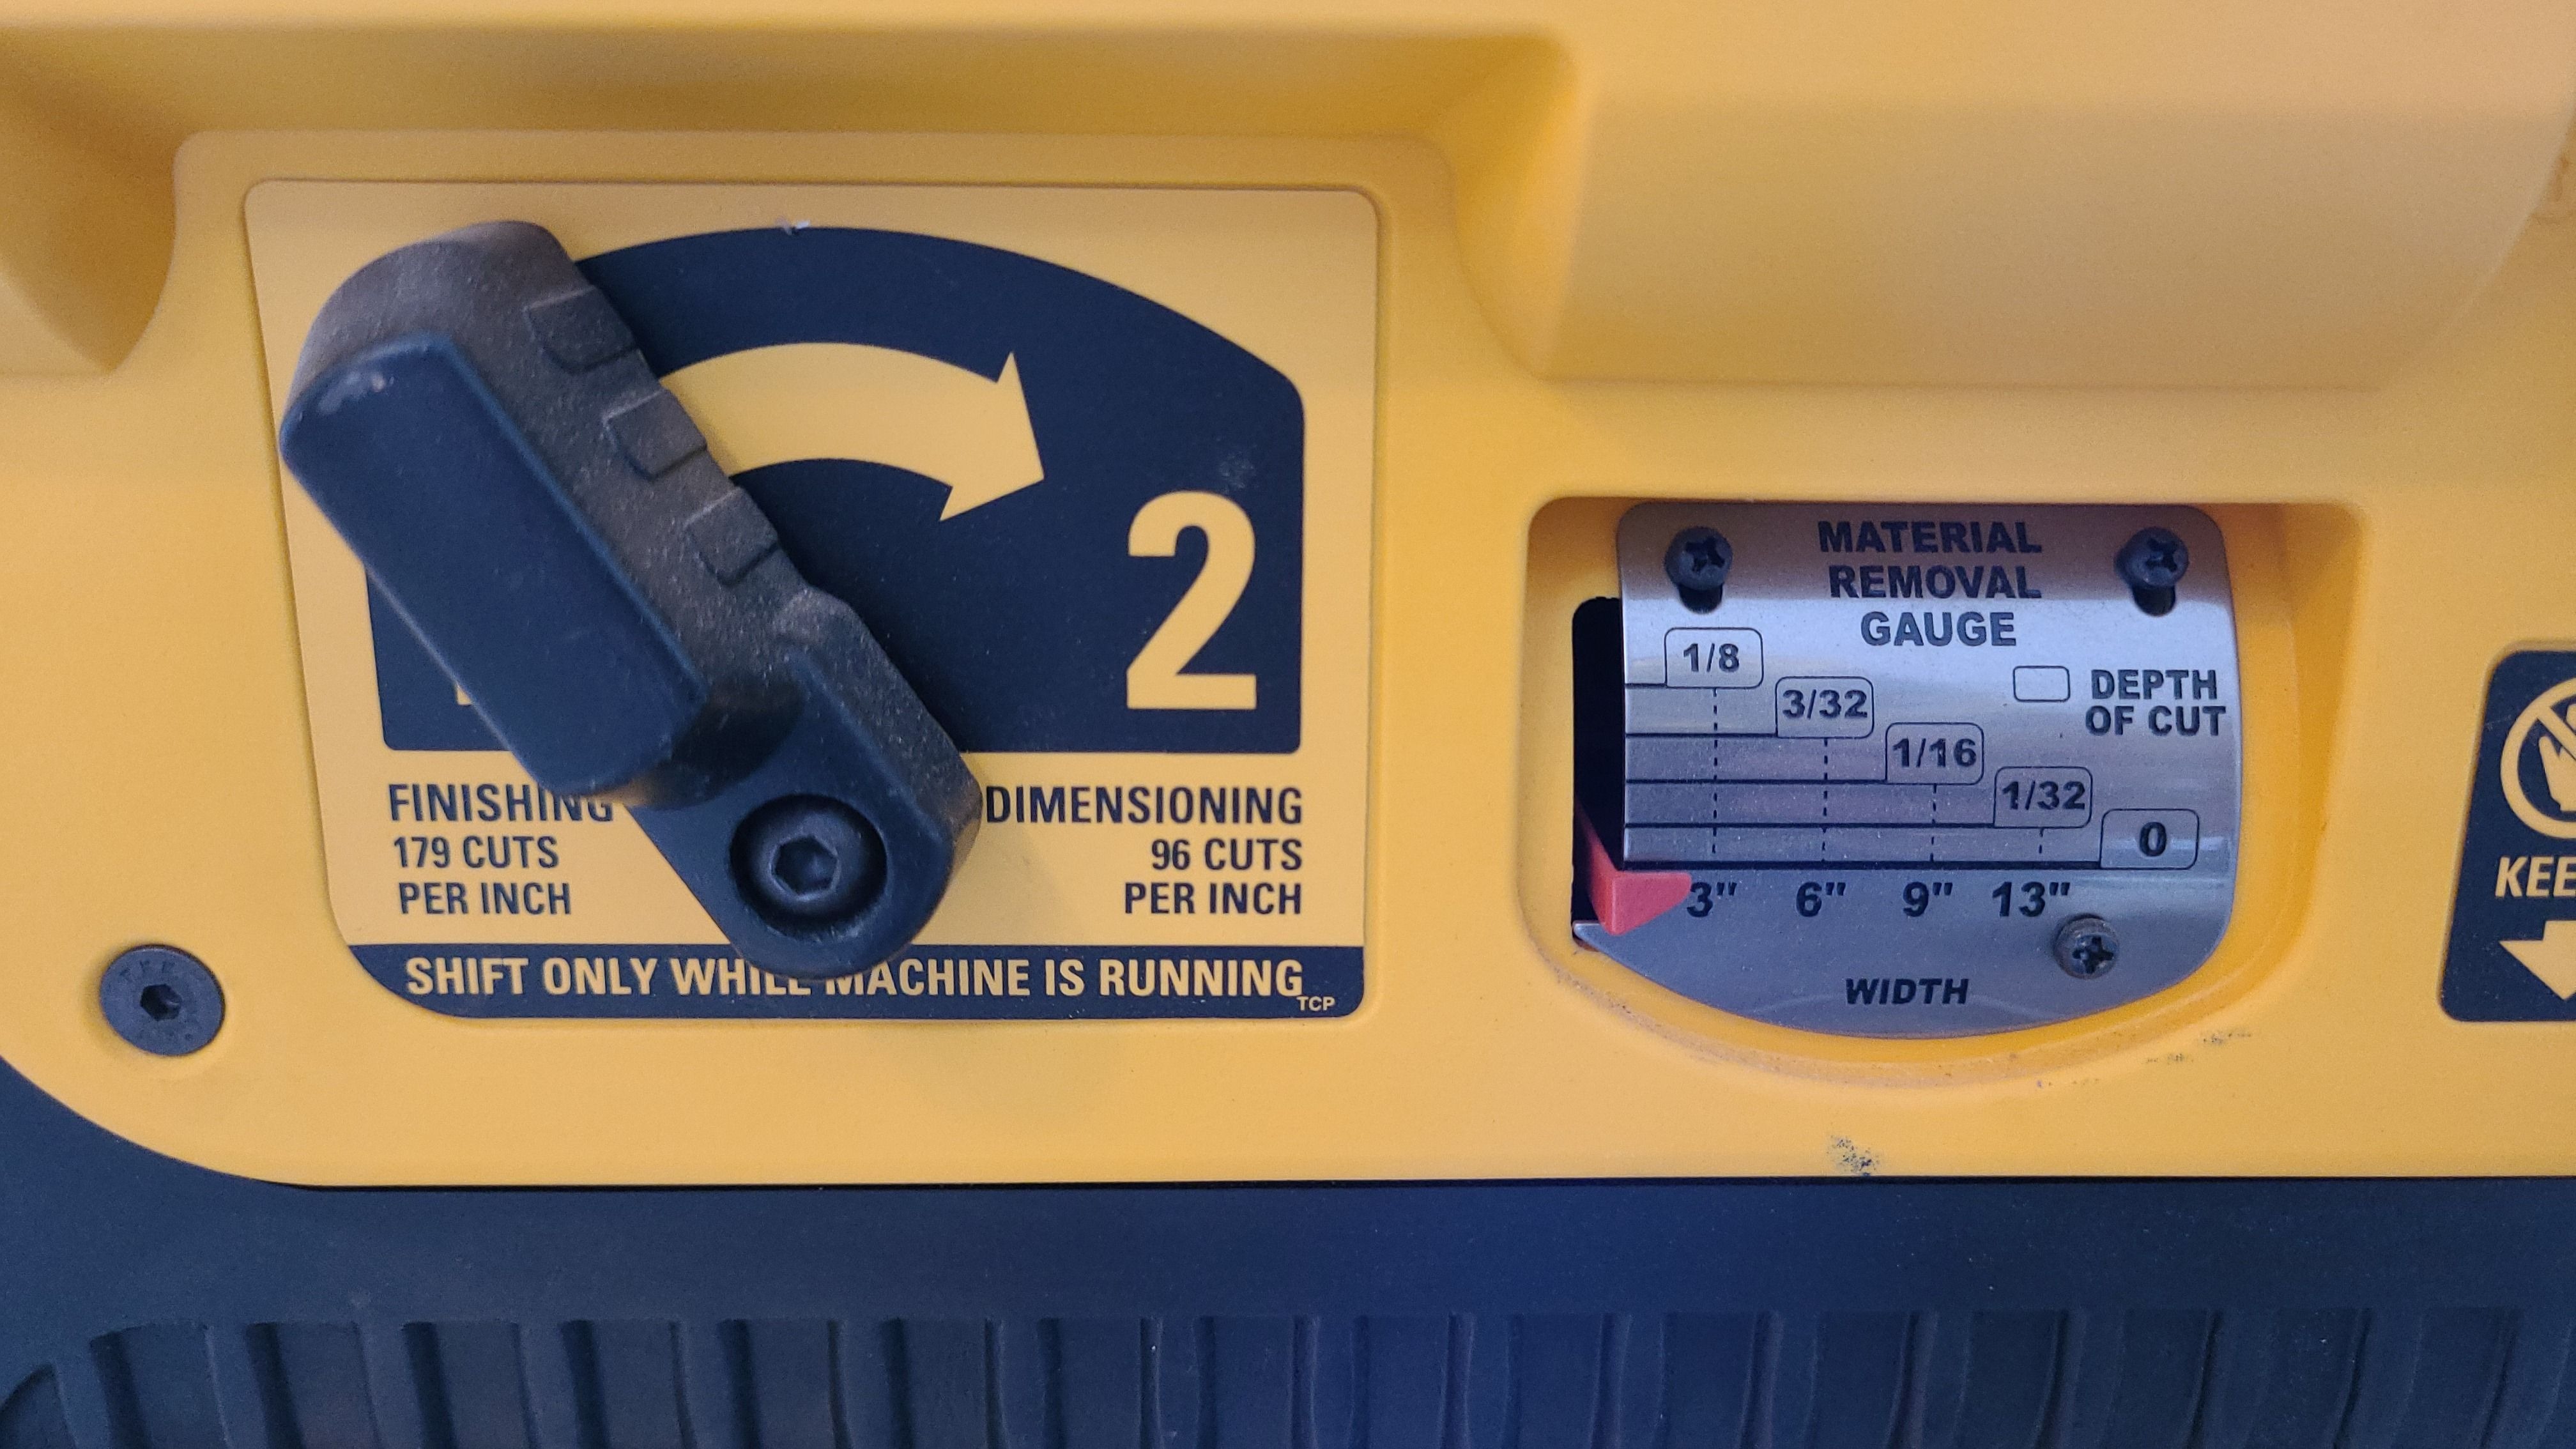 2
FINISHING
179 CUTS
PER INCH
DIMENSIONING
96 CUTS
PER INCH
SHIFT ONLY WHILE MACHINE IS RUNNING
TCP
MATERIAL
REMOVAL
GAUGE
1/8
3/32
1/16
1/32
0
DEPTH
OF CUT
3" 6" 9" 13"
WIDTH